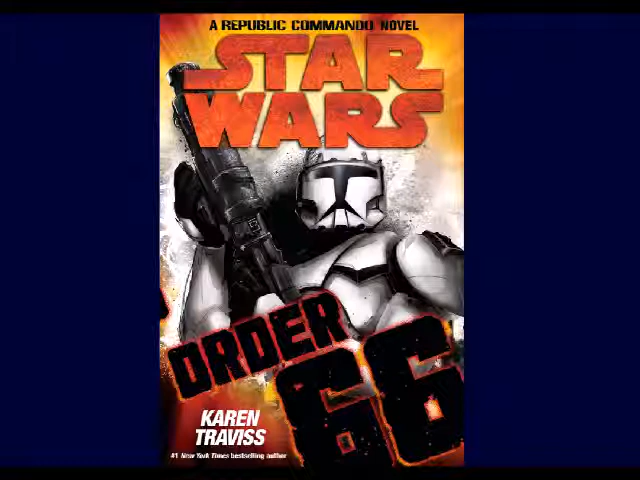 A REPUBLIC COMMANDO NOVEL
STAR
WARS
ORDER
66
KAREN
TRAVISS
#1 New York Times bestselling author